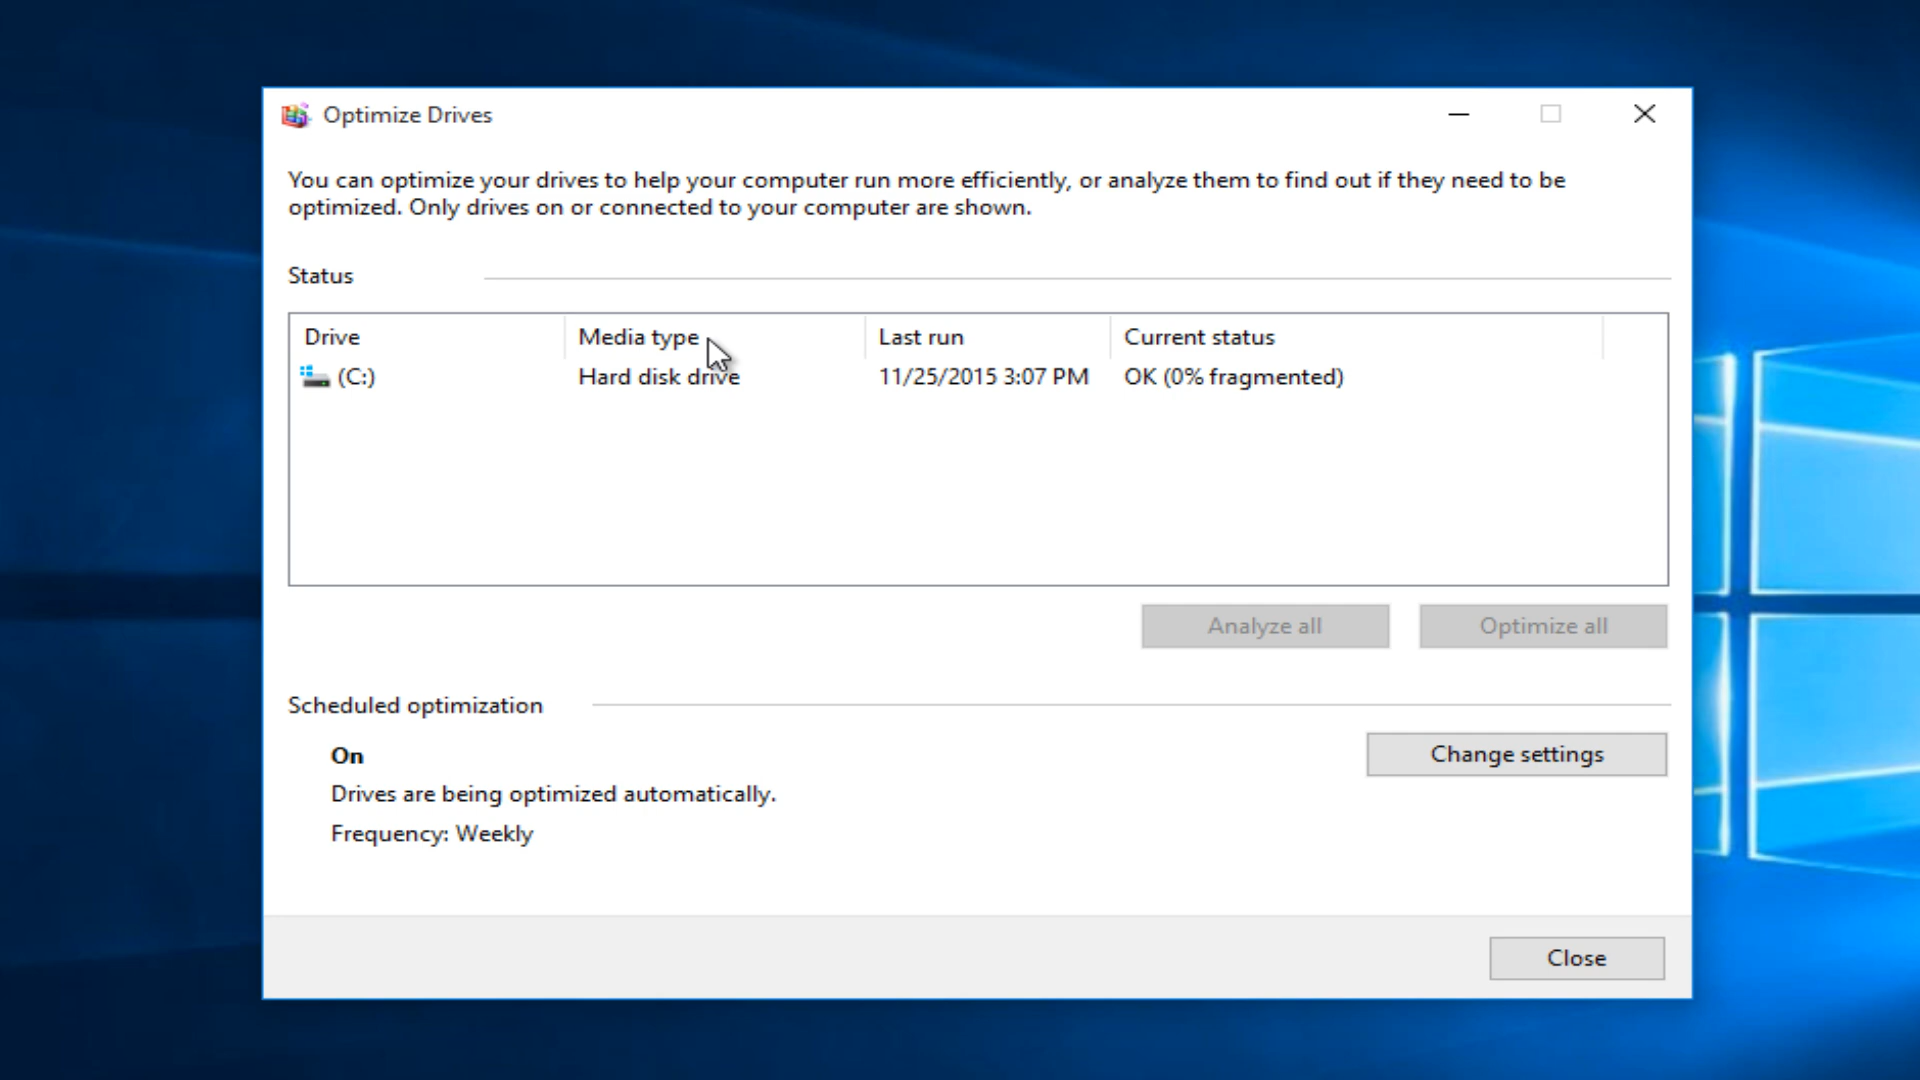 Optimize Drives
You can optimize your drives to help your computer run more efficiently, or analyze them to find out if they need to be
optimized. Only drives on or connected to your computer are shown.
Status
Drive Media type Last run Current status
(C:) Hard disk drive 11/25/2015 3:07 PM OK (0% fragmented)
Analyze all Optimize all
Scheduled optimization
On Change settings
Drives are being optimized automatically.
Frequency: Weekly
Close